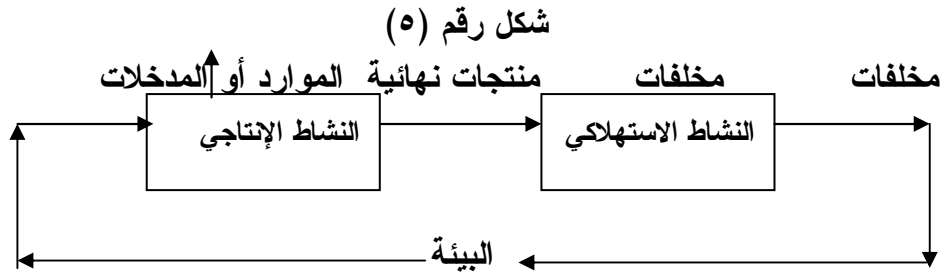 شكل رقم (٥)
مخلفات مخلفات منتجات نهائية الموارد أو المدخلات
النشاط الاستهلاكي النشاط الإنتاجي
البيئة